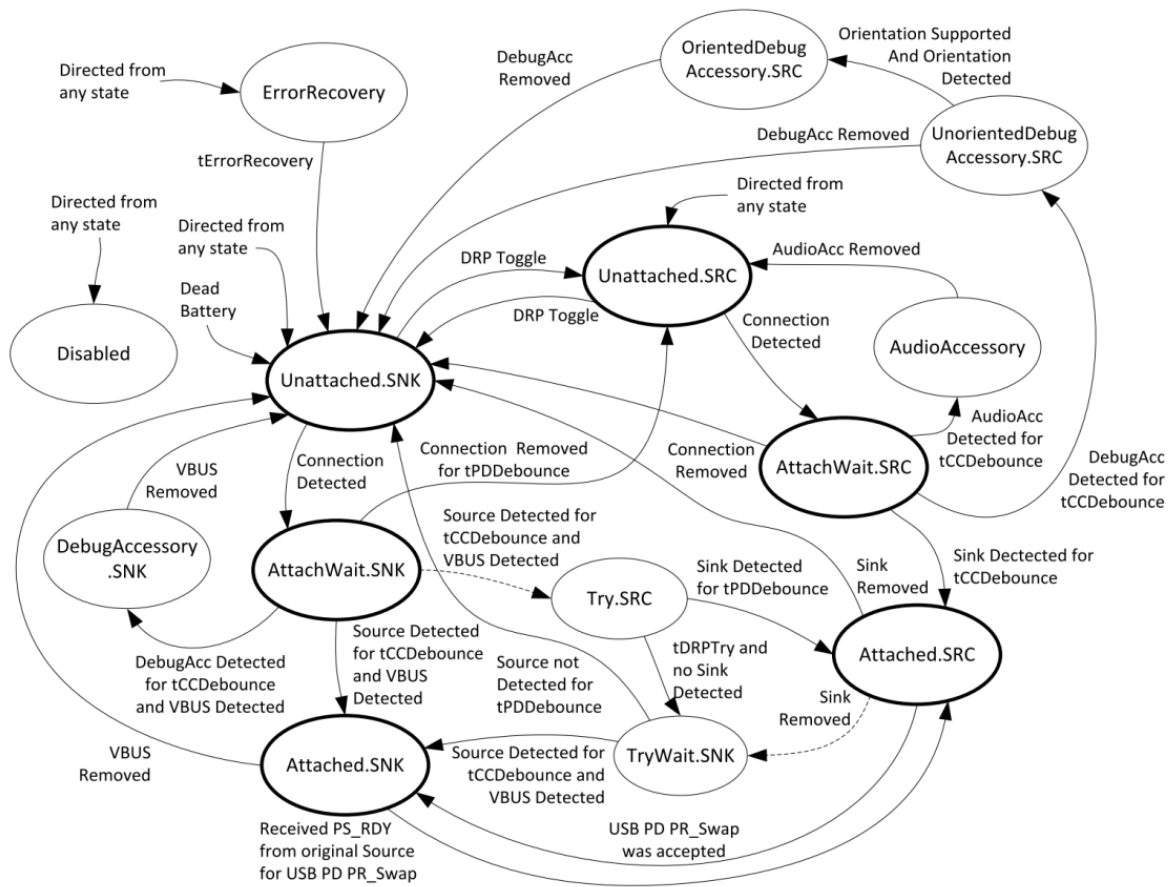 Directed from
any state
ErrorRecovery
tErrorRecovery
DebugAcc
Removed
OrientedDebug
Accessory.SRC
Orientation Supported
And Orientation
Detected
DebugAcc Removed
UnorientedDebug
Accessory.SRC
Directed from
any state
Directed from
any state
Dead
Battery
Disabled
Directed from
any state
DRP Toggle
Unattached.SRC
DRP Toggle
AudioAcc Removed
Connection
Detected
AudioAccessory
Unattached.SNK
AudioAcc
Detected for
tCCDebounce
DebugAcc
Detected for
tCCDebounce
VBUS
Removed
Connection
Detected
Connection  Removed
for tPDDebounce
Connection
Removed
AttachWait.SRC
DebugAccessory
.SNK
AttachWait.SNK
Source Detected for
tCCDebounce and
VBUS Detected
Try.SRC
Sink Detected
for tPDDebounce
Sink
Removed
Sink Dectected for
tCCDebounce
DebugAcc Detected
for tCCDebounce
and VBUS Detected
Source Detected
for tCCDebounce
and VBUS
Detected
Source not
Detected for
tPDDebounce
tDRPTry and
no Sink
Detected
Attached.SRC
Sink
Removed
VBUS
Removed
Attached.SNK
Source Detected for
tCCDebounce and
VBUS Detected
TryWait.SNK
Received PS_RDY
from original Source
for USB PD PR_Swap
USB PD PR_Swap
was accepted